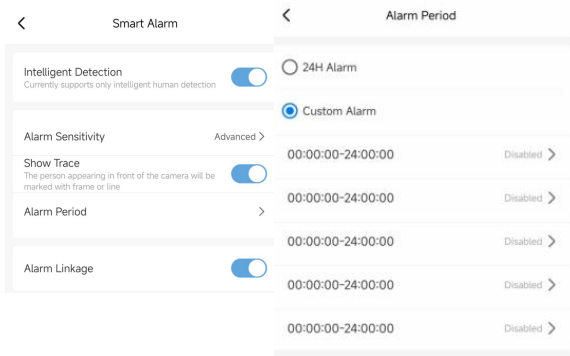 Smart Alarm
Intelligent Detection
Currently supports only intelligent human detection
Alarm Sensitivity Advanced >
Show Trace
The person appearing in front of the camera will be
marked with frame or line
Alarm Period >
Alarm Linkage
Alarm Period
24H Alarm
Custom Alarm
00:00:00-24:00:00 Disabled >
00:00:00-24:00:00 Disabled >
00:00:00-24:00:00 Disabled >
00:00:00-24:00:00 Disabled >
00:00:00-24:00:00 Disabled >